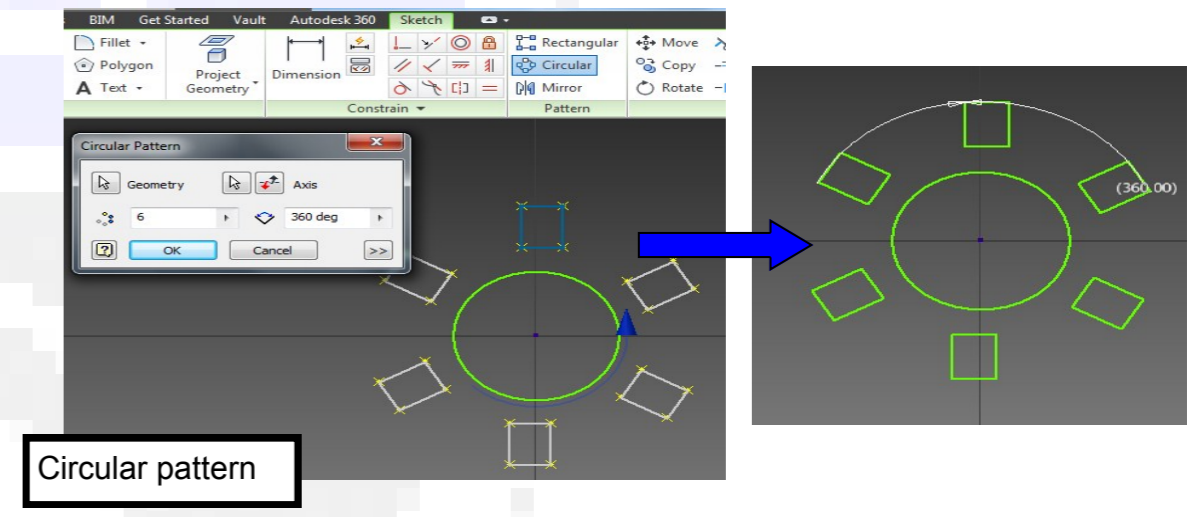 BIM Get Started Vault Autodesk 360 Sketch
Fillet Rectangular Move
Polygon Project Geometry Dimension Circular Copy
A Text Mirror Rotate
Constrain Pattern
Circular Pattern
Geometry Axis
6 360 deg
OK Cancel >>
(360.00)
Circular pattern